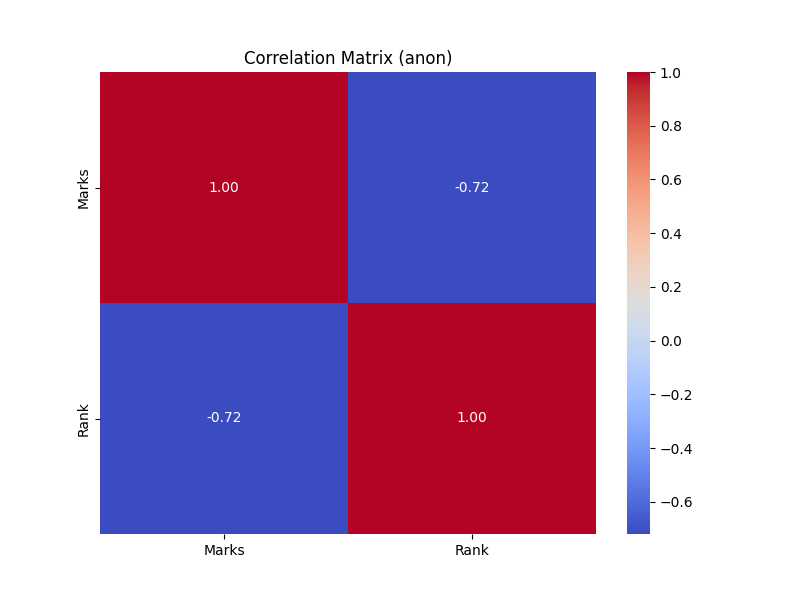 Correlation Matrix (anon)
Marks
1.00
-0.72
Rank
-0.72
1.00
Marks
Rank
1.0
0.8
0.6
0.4
0.2
0.0
−0.2
−0.4
−0.6